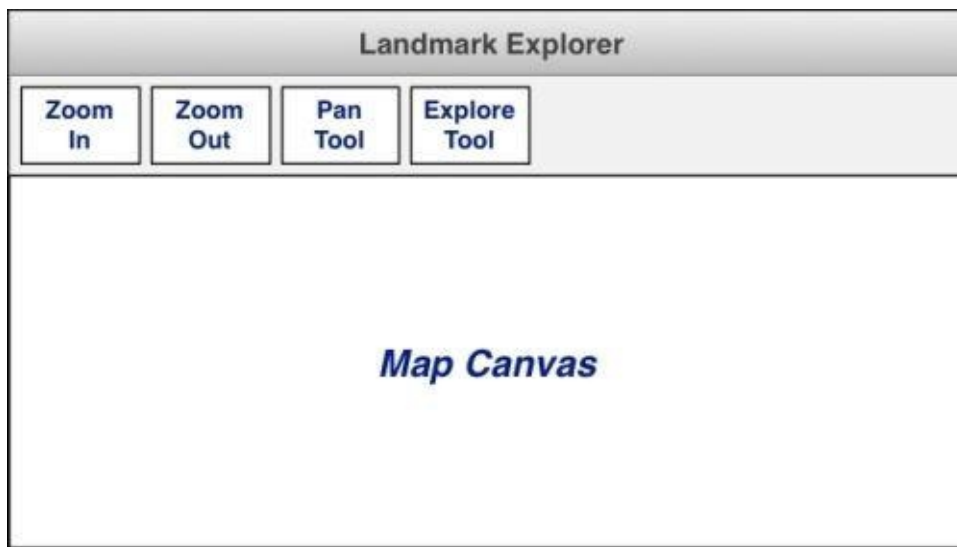 Landmark Explorer
Zoom
In
Zoom
Out
Pan
Tool
Explore
Tool
Map Canvas